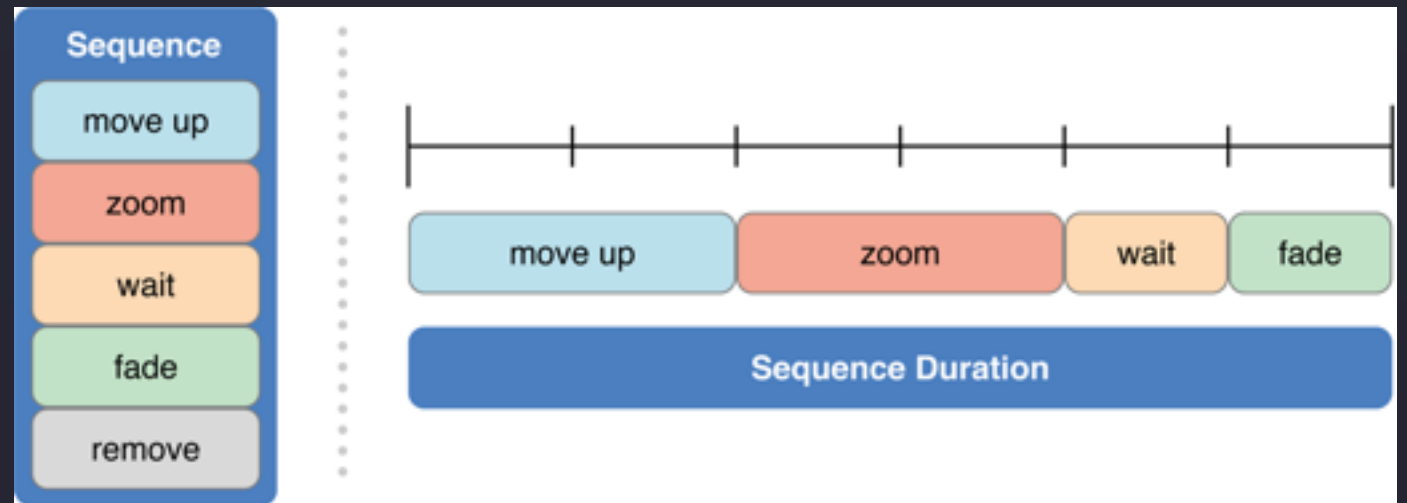 Sequence
move up
zoom
wait
fade
remove
move up zoom wait fade
Sequence Duration